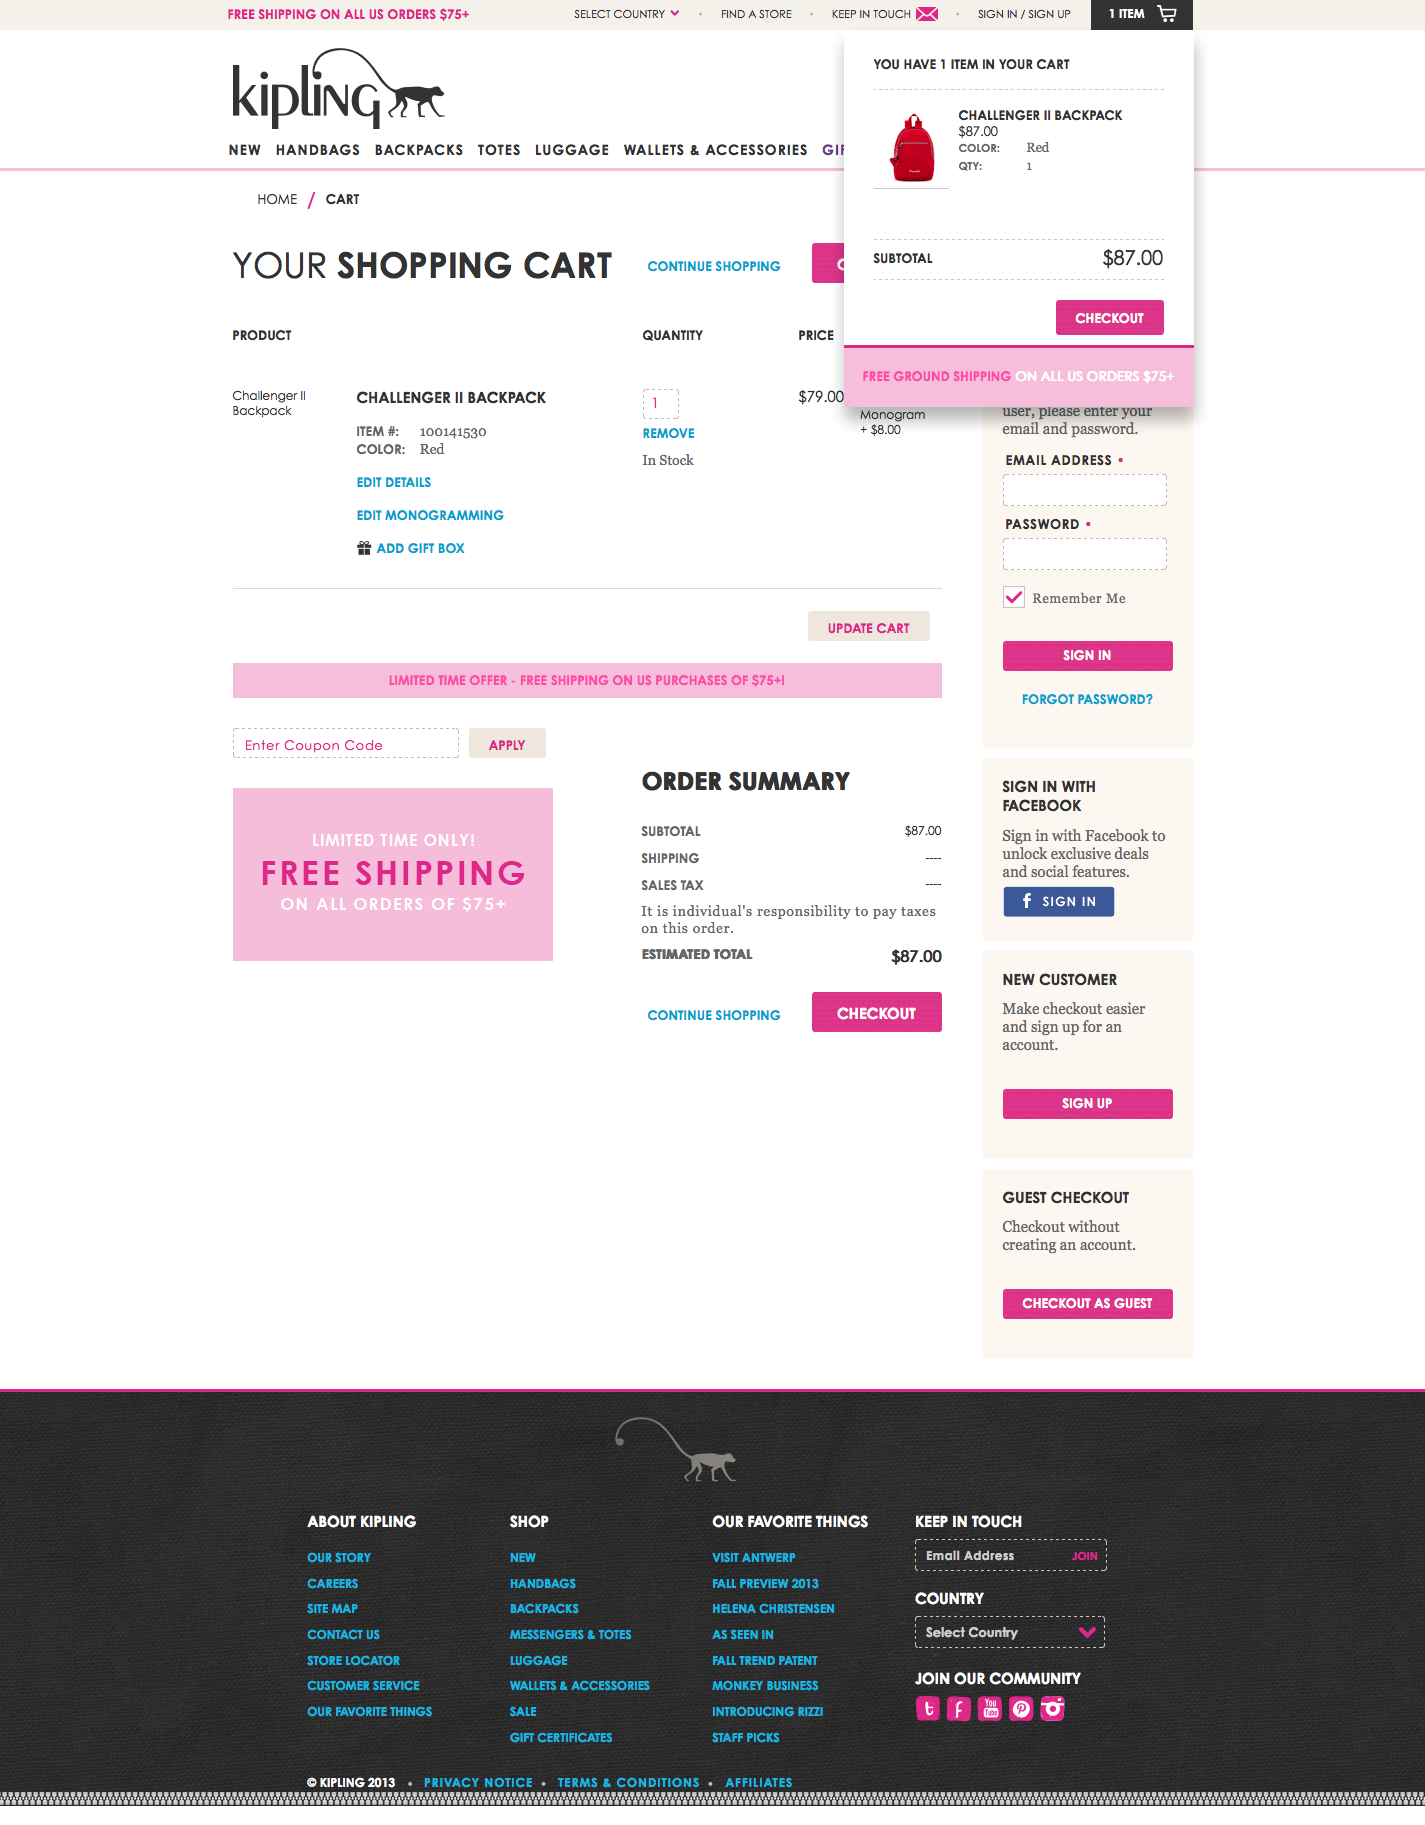 FREE SHIPPING ON ALL US ORDERS $75+
SELECT COUNTRY • FIND A STORE • KEEP IN TOUCH • SIGN IN / SIGN UP
1 ITEM
kipling
NEW HANDBAGS BACKPACKS TOTES LUGGAGE WALLETS & ACCESSORIES
YOU HAVE 1 ITEM IN YOUR CART
CHALLENGER II BACKPACK
$87.00
COLOR: Red
QTY: 1
SUBTOTAL $87.00
CHECKOUT
FREE GROUND SHIPPING ON ALL US ORDERS $75+
HOME / CART
YOUR SHOPPING CART
CONTINUE SHOPPING
PRODUCT QUANTITY PRICE
Challenger II
Backpack
CHALLENGER II BACKPACK
ITEM #: 100141530
COLOR: Red
EDIT DETAILS
EDIT MONOGRAMMING
ADD GIFT BOX
1
REMOVE
In Stock
$79.00
Monogram
+ $8.00
UPDATE CART
LIMITED TIME OFFER - FREE SHIPPING ON US PURCHASES OF $75+!
Enter Coupon Code
APPLY
LIMITED TIME ONLY!
FREE SHIPPING
ON ALL ORDERS OF $75+
ORDER SUMMARY
SUBTOTAL $87.00
SHIPPING ----
SALES TAX ----
It is individual's responsibility to pay taxes
on this order.
ESTIMATED TOTAL $87.00
CONTINUE SHOPPING
CHECKOUT
user, please enter your
email and password.
EMAIL ADDRESS •
PASSWORD •
Remember Me
SIGN IN
FORGOT PASSWORD?
SIGN IN WITH
FACEBOOK
Sign in with Facebook to
unlock exclusive deals
and social features.
f SIGN IN
NEW CUSTOMER
Make checkout easier
and sign up for an
account.
SIGN UP
GUEST CHECKOUT
Checkout without
creating an account.
CHECKOUT AS GUEST
ABOUT KIPLING
OUR STORY
CAREERS
SITE MAP
CONTACT US
STORE LOCATOR
CUSTOMER SERVICE
OUR FAVORITE THINGS
SHOP
NEW
HANDBAGS
BACKPACKS
MESSENGERS & TOTES
LUGGAGE
WALLETS & ACCESSORIES
SALE
GIFT CERTIFICATES
OUR FAVORITE THINGS
VISIT ANTWERP
FALL PREVIEW 2013
HELENA CHRISTENSEN
AS SEEN IN
FALL TREND PATENT
MONKEY BUSINESS
INTRODUCING RIZZI
STAFF PICKS
KEEP IN TOUCH
Email Address JOIN
COUNTRY
Select Country
JOIN OUR COMMUNITY
You Tube
© KIPLING 2013 • PRIVACY NOTICE • TERMS & CONDITIONS • AFFILIATES